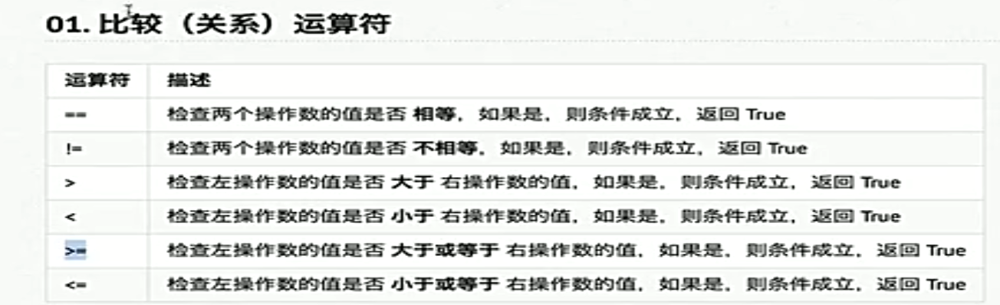 01. 比较（关系）运算符
运算符 描述
== 检查两个操作数的值是否 相等，如果是，则条件成立，返回 True
!= 检查两个操作数的值是否 不相等，如果是，则条件成立，返回 True
> 检查左操作数的值是否 大于 右操作数的值，如果是，则条件成立，返回 True
< 检查左操作数的值是否 小于 右操作数的值，如果是，则条件成立，返回 True
>= 检查左操作数的值是否 大于或等于 右操作数的值，如果是，则条件成立，返回 True
<= 检查左操作数的值是否 小于或等于 右操作数的值，如果是，则条件成立，返回 True